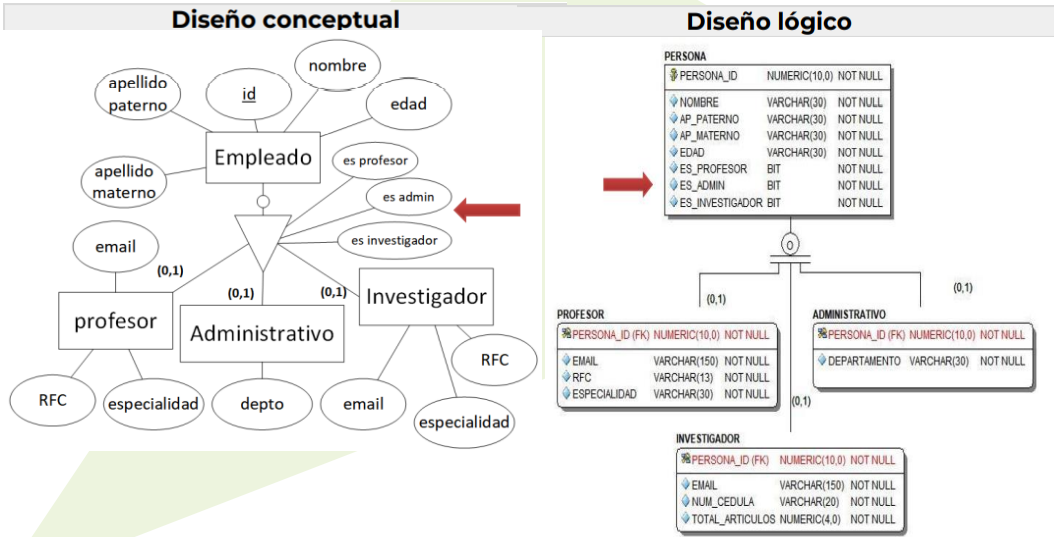 Diseño conceptual
nombre
apellido
paterno
id
edad
Empleado
es profesor
apellido
materno
es admin
es investigador
email
(0,1)
(0,1)
(0,1)
Investigador
profesor
Administrativo
RFC
RFC
especialidad
depto
email
especialidad
Diseño lógico
PERSONA
PERSONA_ID NUMERIC(10,0) NOT NULL
NOMBRE VARCHAR(30) NOT NULL
AP_PATERNO VARCHAR(30) NOT NULL
AP_MATERNO VARCHAR(30) NOT NULL
EDAD VARCHAR(30) NOT NULL
ES_PROFESOR BIT NOT NULL
ES_ADMIN BIT NOT NULL
ES_INVESTIGADOR BIT NOT NULL
O
(0,1)
(0,1)
PROFESOR
PERSONA_ID (FK) NUMERIC(10,0) NOT NULL
EMAIL VARCHAR(150) NOT NULL
RFC VARCHAR(13) NOT NULL
ESPECIALIDAD VARCHAR(30) NOT NULL
ADMINISTRATIVO
PERSONA_ID (FK) NUMERIC(10,0) NOT NULL
DEPARTAMENTO VARCHAR(30) NOT NULL
(0,1)
INVESTIGADOR
PERSONA_ID (FK) NUMERIC(10,0) NOT NULL
EMAIL VARCHAR(150) NOT NULL
NUM_CEDULA VARCHAR(20) NOT NULL
TOTAL_ARTICULOS NUMERIC(4,0) NOT NULL